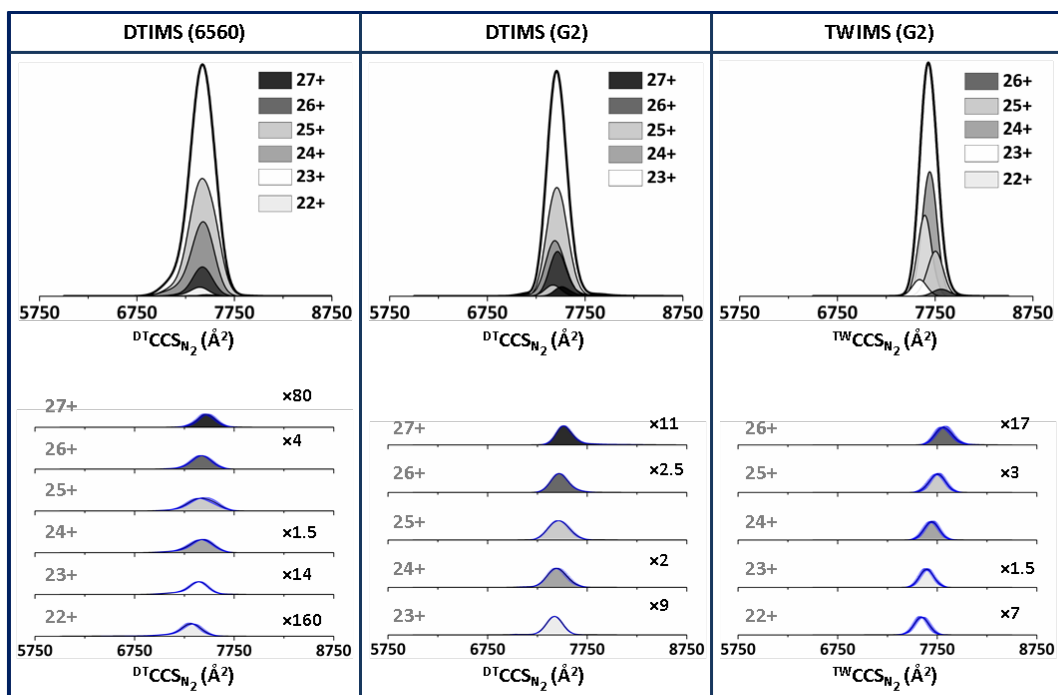 DTIMS (6560)
DTIMS (G2)
TWIMS (G2)
27+
26+
25+
24+
23+
22+
5750 6750 7750 8750
DTCCSN2 (Å2)
27+
26+
25+
24+
23+
5750 6750 7750 8750
DTCCSN2 (Å2)
26+
25+
24+
23+
22+
5750 6750 7750 8750
TWCCSN2 (Å2)
27+ ×80
26+ ×4
25+
24+ ×1.5
23+ ×14
22+ ×160
5750 6750 7750 8750
DTCCSN2 (Å2)
27+ ×11
26+ ×2.5
25+
24+ ×2
23+ ×9
5750 6750 7750 8750
DTCCSN2 (Å2)
26+ ×17
25+ ×3
24+
23+ ×1.5
22+ ×7
5750 6750 7750 8750
TWCCSN2 (Å2)